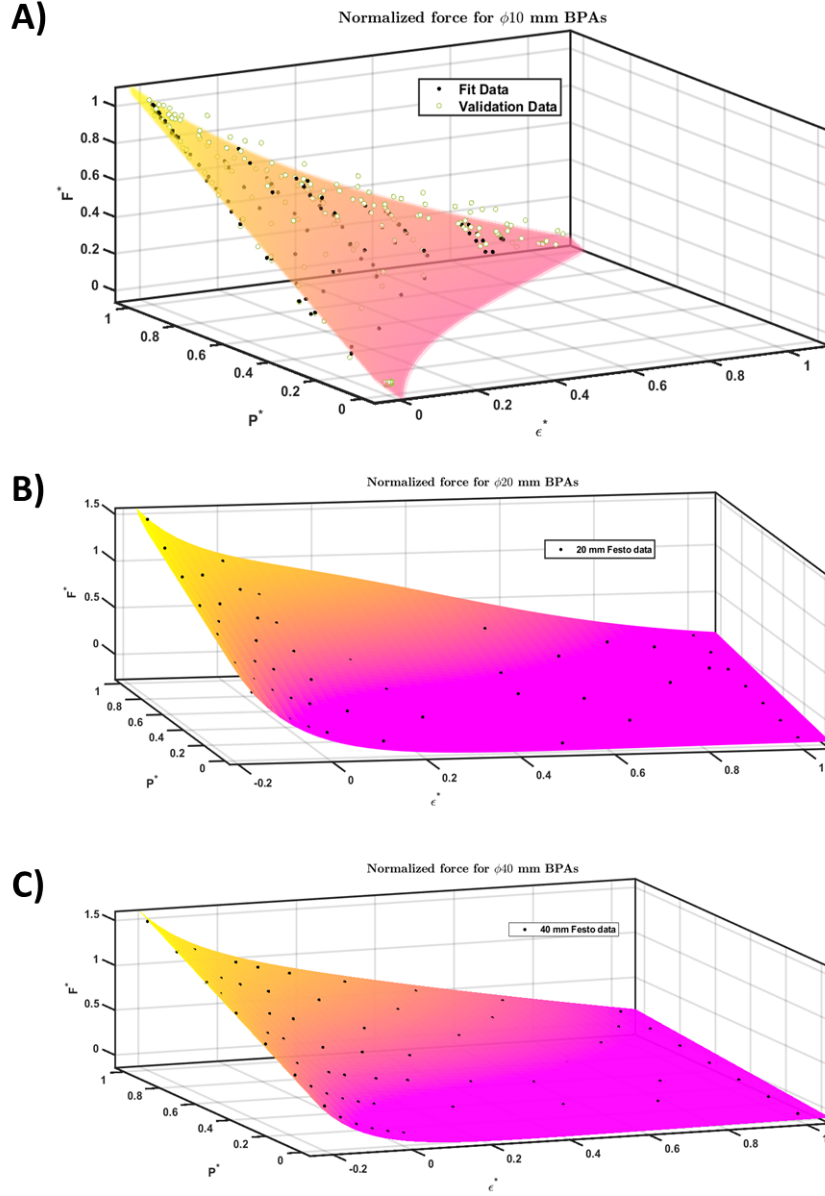 A)
Normalized force for ϕ10 mm BPAs
Fit Data
Validation Data
1
0.8
0.6
0.4
0.2
0
F*
1
0.8
0.6
0.4
0.2
0
P*
0
0.2
0.4
0.6
0.8
1
ϵ*
B)
Normalized force for ϕ20 mm BPAs
20 mm Festo data
1.5
1
0.5
0
F*
1
0.8
0.6
0.4
0.2
0
P*
-0.2
0
0.2
0.4
0.6
0.8
1
ϵ*
C)
Normalized force for ϕ40 mm BPAs
40 mm Festo data
1.5
1
0.5
0
F*
1
0.8
0.6
0.4
0.2
0
P*
-0.2
0
0.2
0.4
0.6
0.8
1
ϵ*